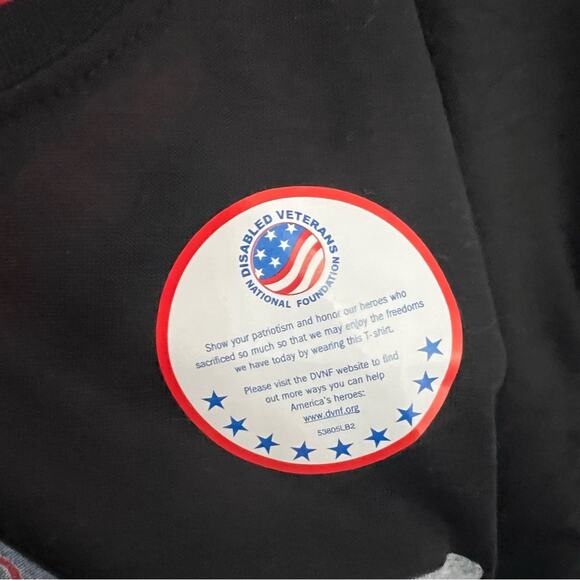 DISABLED VETERANS
NATIONAL FOUNDATION
Show your patriotism and honor our heroes who
sacrificed so much so that we may enjoy the freedoms
we have today by wearing this T-shirt.
Please visit the DVNF website to find
out more ways you can help
America's heroes:
www.dvnf.org
53805LB2